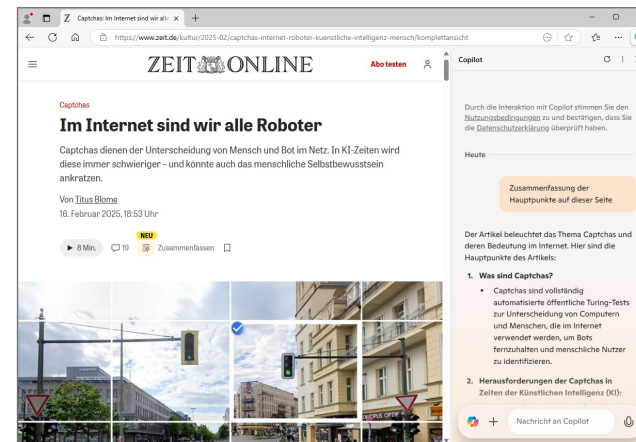 Captchas: Im Internet sind wir alle
https://www.zeit.de/kultur/2025-02/captchas-internet-roboter-kuenstliche-intelligenz-mensch/komplettansicht
ZEIT ONLINE
Abo testen
Captchas
Im Internet sind wir alle Roboter
Captchas dienen der Unterscheidung von Mensch und Bot im Netz. In KI-Zeiten wird
diese immer schwieriger – und könnte auch das menschliche Selbstbewusstsein
ankratzen.
Von Titus Blome
16. Februar 2025, 18:53 Uhr
NEU
8 Min.
19
Zusammenfassen
OPTIK
Copilot
Durch die Interaktion mit Copilot stimmen Sie den
Nutzungsbedingungen zu und bestätigen, dass Sie
die Datenschutzerklärung überprüft haben.
Heute
Zusammenfassung der
Hauptpunkte auf dieser Seite
Der Artikel beleuchtet das Thema Captchas und
deren Bedeutung im Internet. Hier sind die
Hauptpunkte des Artikels:
1. Was sind Captchas?
• Captchas sind vollständig
automatisierte öffentliche Turing-Tests
zur Unterscheidung von Computern
und Menschen, die im Internet
verwendet werden, um Bots
fernzuhalten und menschliche Nutzer
zu identifizieren.
2. Herausforderungen der Captchas in
Zeiten der Künstlichen Intelligenz (KI):
Nachricht an Copilot